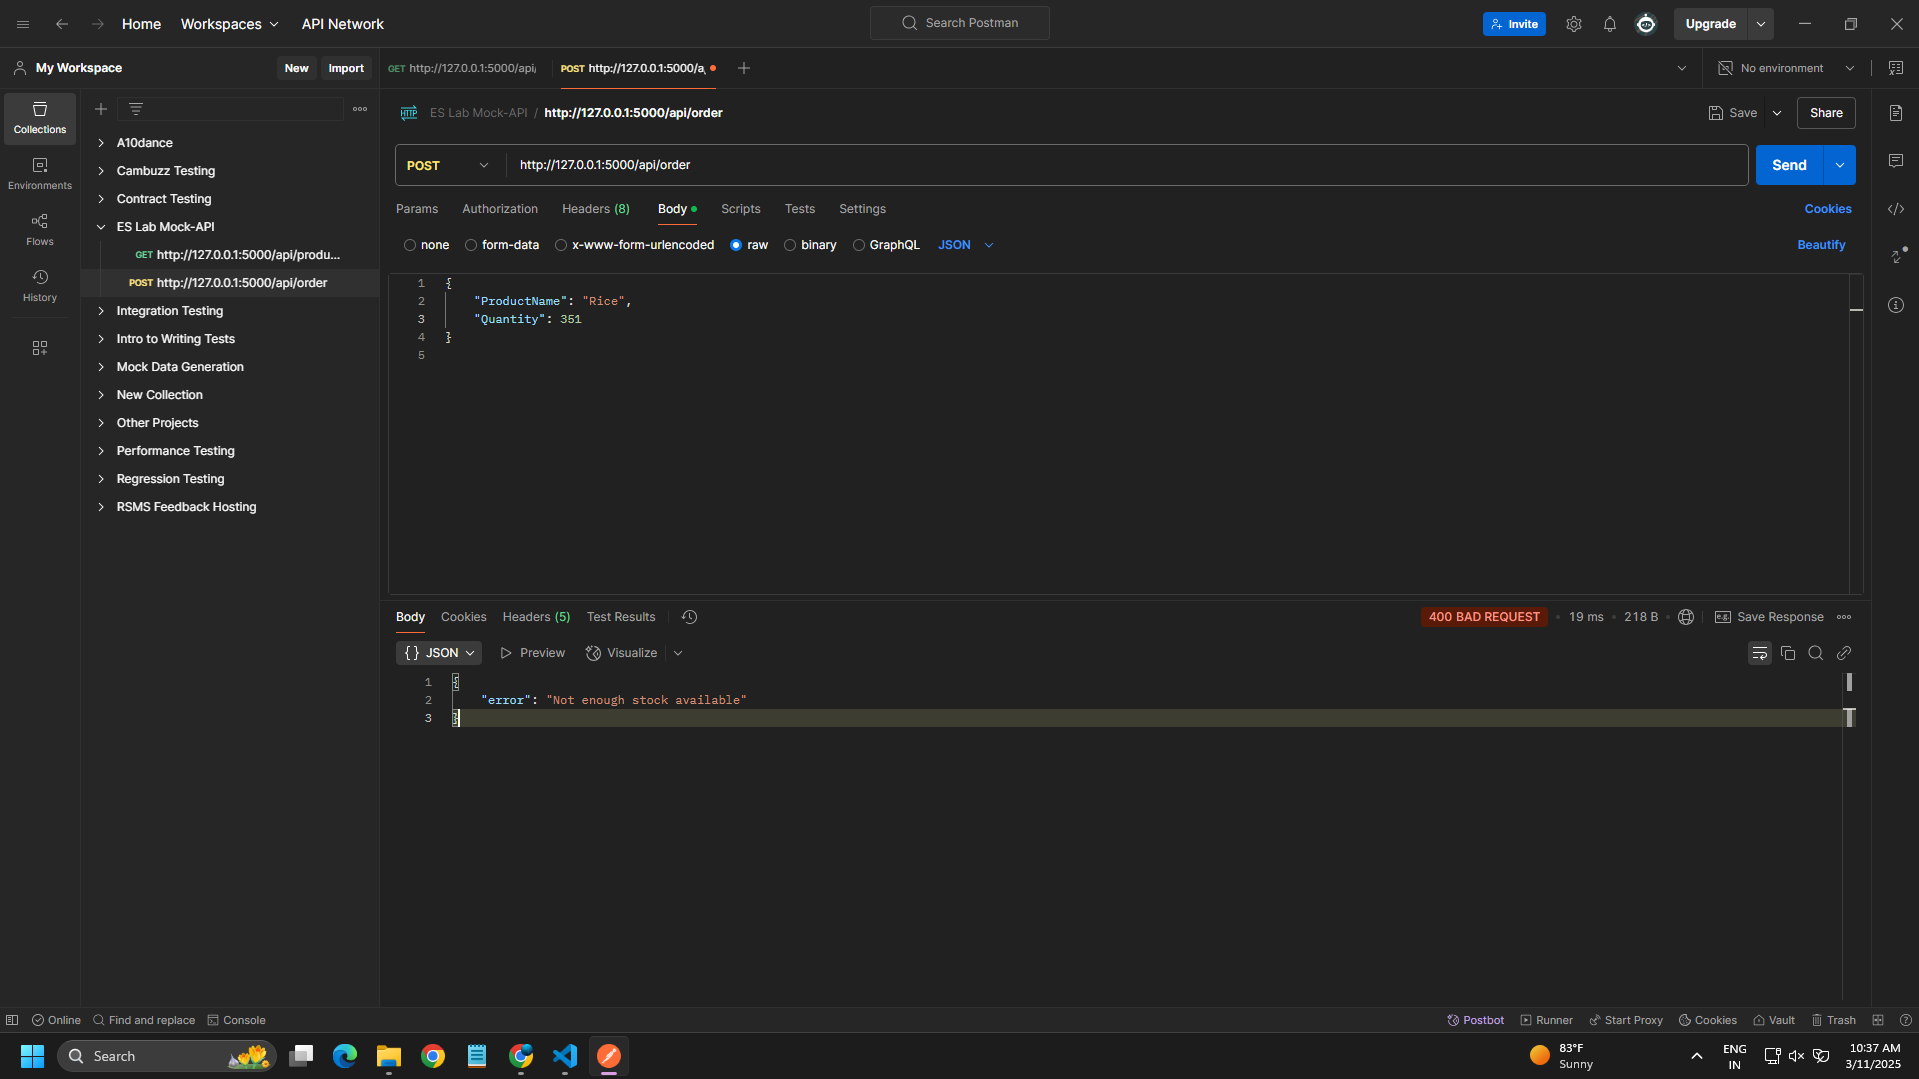 Home
Workspaces
API Network
Search Postman
Invite
Upgrade
My Workspace
New
Import
GET http://127.0.0.1:5000/api/
POST http://127.0.0.1:5000/a
No environment
Collections
Environments
Flows
History
A10dance
Cambuzz Testing
Contract Testing
ES Lab Mock-API
GET http://127.0.0.1:5000/api/produ...
POST http://127.0.0.1:5000/api/order
Integration Testing
Intro to Writing Tests
Mock Data Generation
New Collection
Other Projects
Performance Testing
Regression Testing
RSMS Feedback Hosting
HTTP ES Lab Mock-API / http://127.0.0.1:5000/api/order
Save
Share
POST http://127.0.0.1:5000/api/order
Send
Params Authorization Headers (8) Body Scripts Tests Settings
Cookies
none form-data x-www-form-urlencoded raw binary GraphQL JSON
Beautify
1 {
2 "ProductName": "Rice",
3 "Quantity": 351
4 }
5
Body Cookies Headers (5) Test Results
400 BAD REQUEST • 19 ms • 218 B
e.g. Save Response
{} JSON Preview Visualize
1 {
2 "error": "Not enough stock available"
3 }
Online Find and replace Console
Postbot Runner Start Proxy Cookies Vault Trash
Search
83°F
Sunny
ENG
IN
10:37 AM
3/11/2025